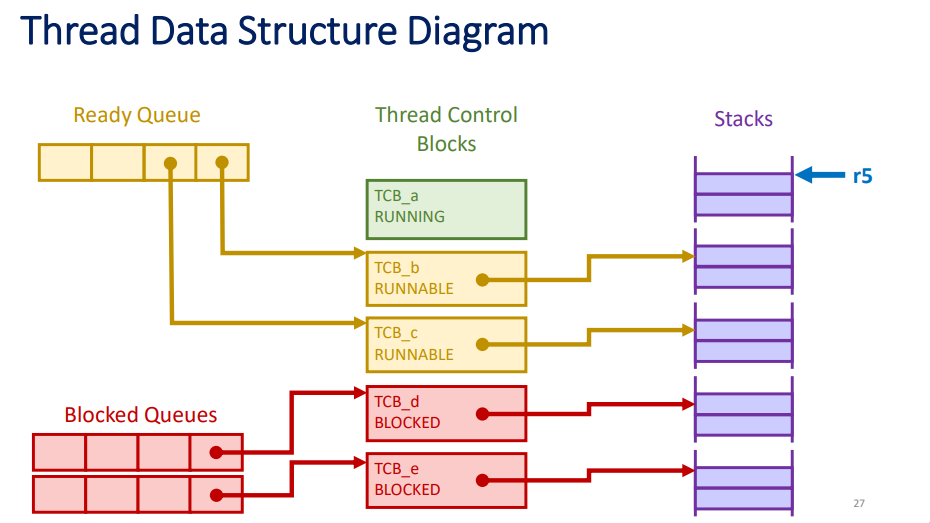 Thread Data Structure Diagram
Ready Queue
Thread Control
Blocks
Stacks
TCB_a
RUNNING
r5
TCB_b
RUNNABLE
TCB_c
RUNNABLE
Blocked Queues
TCB_d
BLOCKED
TCB_e
BLOCKED
27